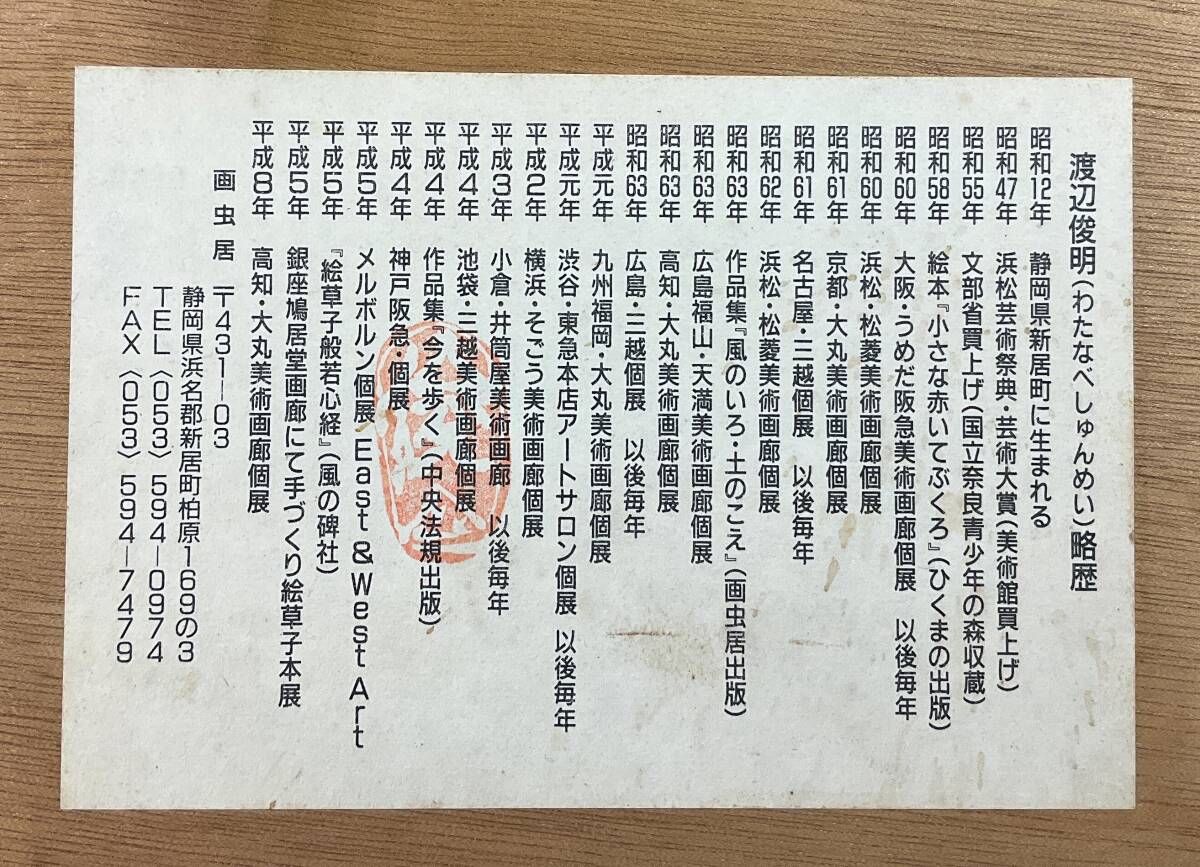 渡辺俊明(わたなべしゅんめい)略歴
昭和12年 静岡県新居町に生まれる
昭和47年 浜松芸術祭典・芸術大賞(美術館買上げ)
昭和55年 文部省買上げ(国立奈良青少年の森収蔵)
昭和58年 絵本『小さな赤いてぶくろ』(ひくまの出版)
昭和60年 大阪・うめだ阪急美術画廊個展 以後毎年
昭和60年 浜松・松菱美術画廊個展
昭和61年 京都・大丸美術画廊個展
昭和61年 名古屋・三越個展 以後毎年
昭和62年 浜松・松菱美術画廊個展
昭和63年 作品集『風のいろ・土のこえ』(画虫居出版)
昭和63年 広島福山・天満美術画廊個展
昭和63年 高知・大丸美術画廊個展
昭和63年 広島・三越個展 以後毎年
平成元年 九州福岡・大丸美術画廊個展
平成元年 渋谷・東急本店アートサロン個展 以後毎年
平成2年 横浜・そごう美術画廊個展
平成3年 小倉・井筒屋美術画廊 以後毎年
平成4年 池袋・三越美術画廊個展
平成4年 作品集『今を歩く』(中央法規出版)
平成4年 神戸阪急・個展
平成5年 メルボルン個展 East & West Art
平成5年 『絵草子般若心経』(風の碑社)
平成5年 銀座鳩居堂画廊にて手づくり絵草子本展
平成8年 高知・大丸美術画廊個展
画虫居 〒431-03
静岡県浜名郡新居町柏原169の3
TEL〈053〉594-0974
FAX〈053〉594-7479